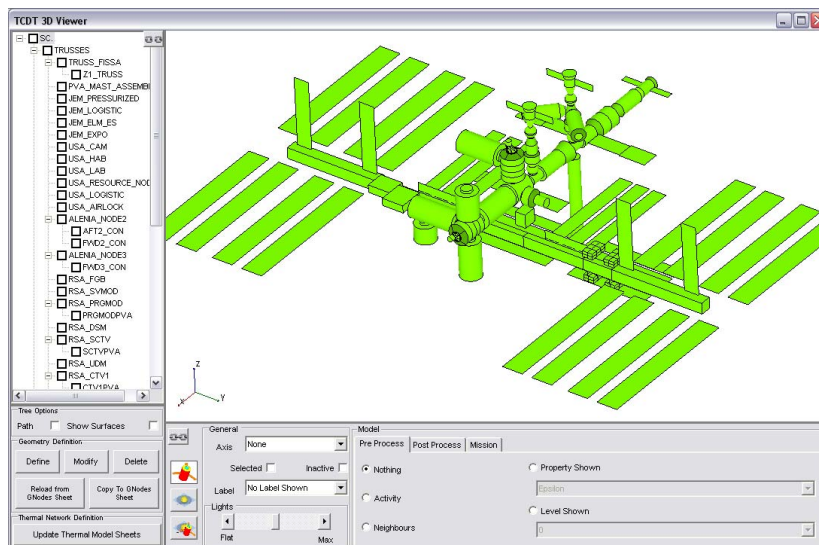 TCDT 3D Viewer
SC.
TRUSSES
TRUSS_FISSA
Z1_TRUSS
PVA_MAST_ASSEMBI
JEM_PRESSURIZED
JEM_LOGISTIC
JEM_ELM_ES
JEM_EXPO
USA_CAM
USA_HAB
USA_LAB
USA_RESOURCE_NOD
USA_LOGISTIC
USA_AIRLOCK
ALENIA_NODE2
AFT2_CON
FWD2_CON
ALENIA_NODE3
FWD3_CON
RSA_FGB
RSA_SVMOD
RSA_PRGMOD
PRGMODPVA
RSA_DSM
RSA_SCTV
SCTVPVA
RSA_UDM
RSA_CTV1
CTV1PVA
Z
X Y
Tree Options
Path Show Surfaces
Geometry Definition
Define Modify Delete
Reload from GNodes Sheet
Copy To GNodes Sheet
Thermal Network Definition
Update Thermal Model Sheets
General
Axis None
Selected Inactive
Label No Label Shown
Lights
Flat Max
Model
Pre Process Post Process Mission
Nothing
Activity
Neighbours
Property Shown
Epsilon
Level Shown
0